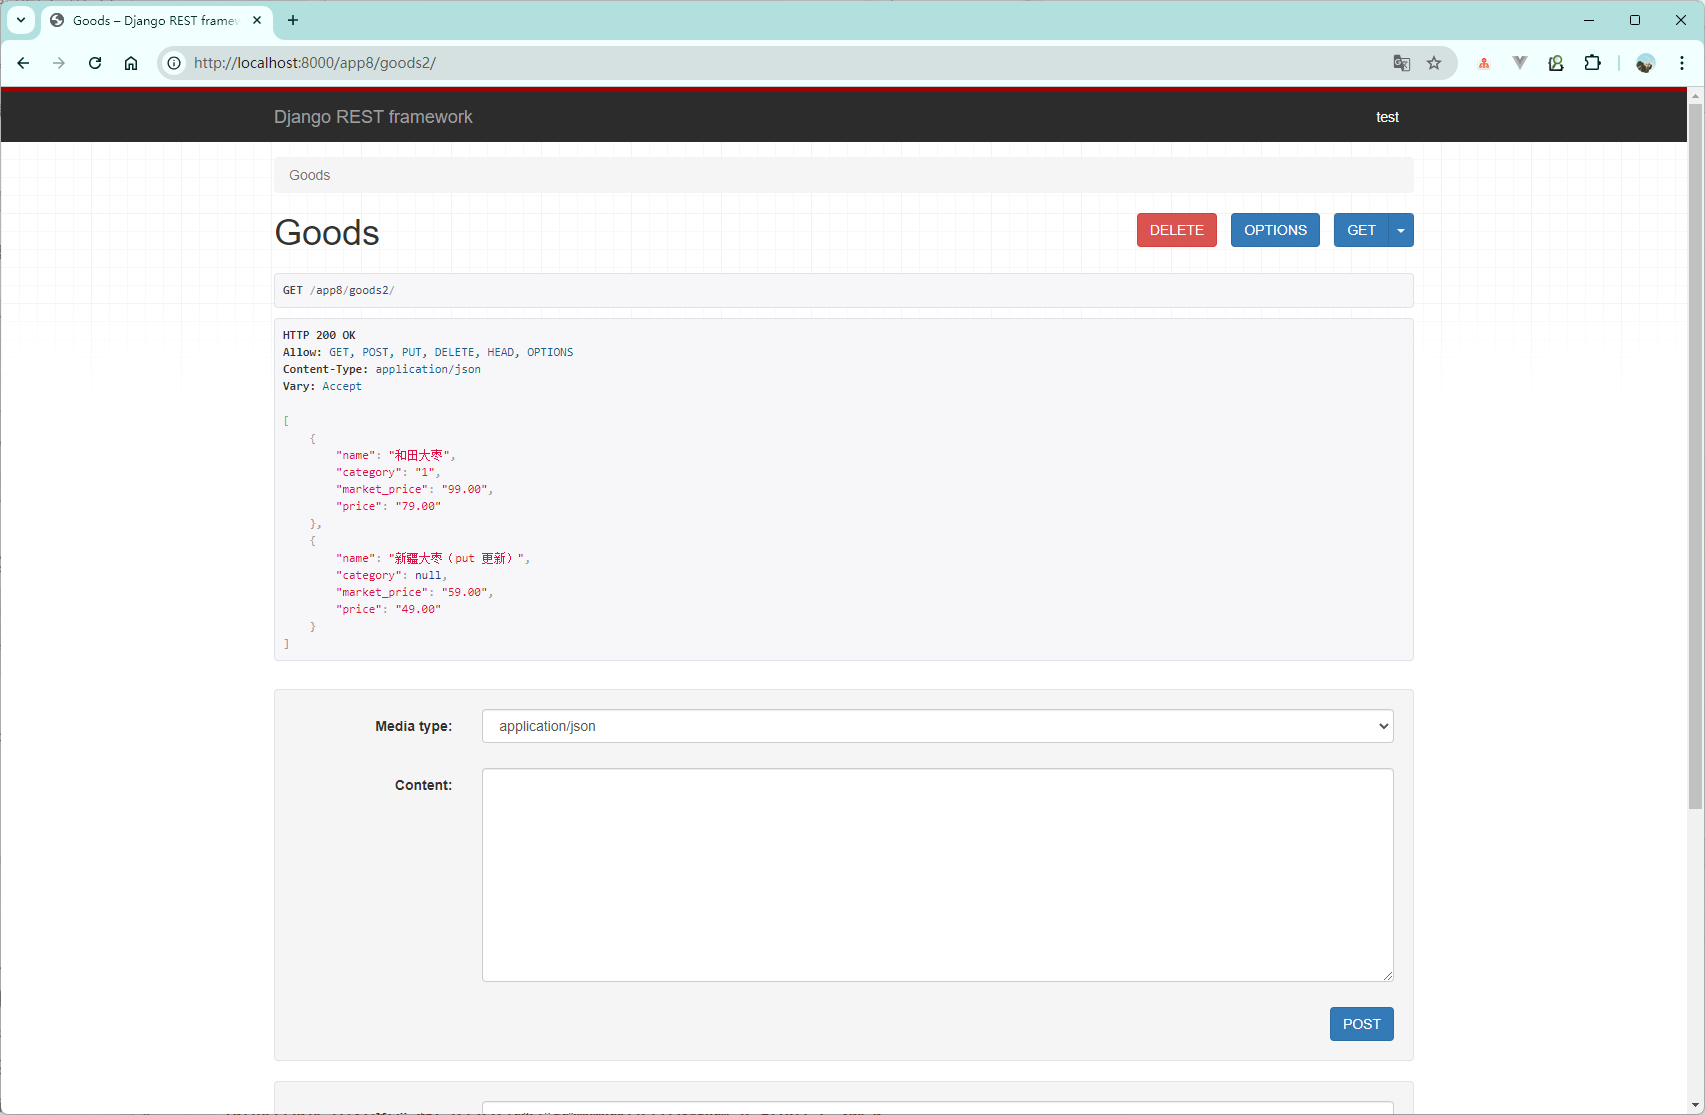 Goods – Django REST framew
http://localhost:8000/app8/goods2/
Django REST framework
test
Goods
Goods
DELETE
OPTIONS
GET
GET /app8/goods2/
HTTP 200 OK
Allow: GET, POST, PUT, DELETE, HEAD, OPTIONS
Content-Type: application/json
Vary: Accept
[
{
"name": "和田大枣",
"category": "1",
"market_price": "99.00",
"price": "79.00"
},
{
"name": "新疆大枣（put 更新）",
"category": null,
"market_price": "59.00",
"price": "49.00"
}
]
Media type:
application/json
Content:
POST